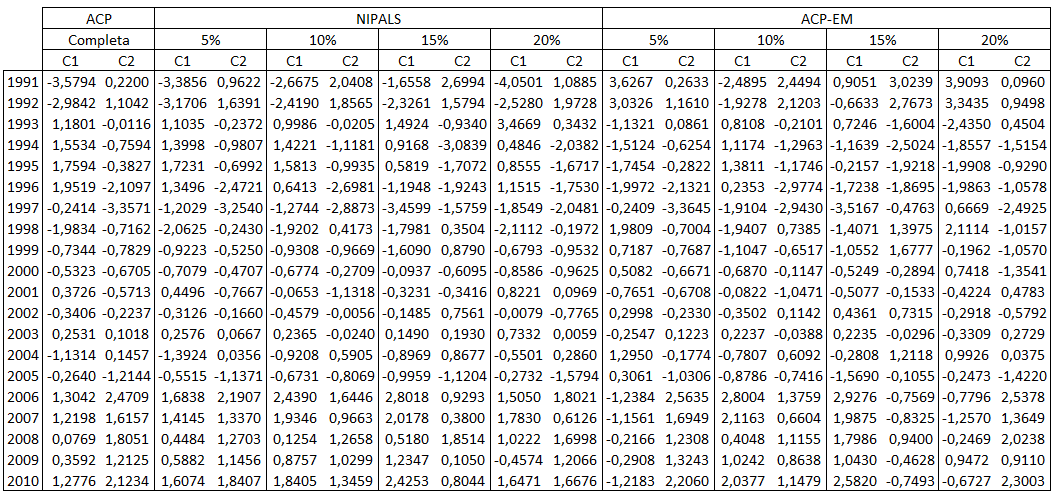 ACP NIPALS ACP-EM
Completa 5% 10% 15% 20% 5% 10% 15% 20%
C1 C2 C1 C2 C1 C2 C1 C2 C1 C2 C1 C2 C1 C2 C1 C2 C1 C2
1991 -3,5794 0,2200 -3,3856 0,9622 -2,6675 2,0408 -1,6558 2,6994 -4,0501 1,0885 3,6267 0,2633 -2,4895 2,4494 0,9051 3,0239 3,9093 0,0960
1992 -2,9842 1,1042 -3,1706 1,6391 -2,4190 1,8565 -2,3261 1,5794 -2,5280 1,9728 3,0326 1,1610 -1,9278 2,1203 -0,6633 2,7673 3,3435 0,9498
1993 1,1801 -0,0116 1,1035 -0,2372 0,9986 -0,0205 1,4924 -0,9340 3,4669 0,3432 -1,1321 0,0861 0,8108 -0,2101 0,7246 -1,6004 -2,4350 0,4504
1994 1,5534 -0,7594 1,3998 -0,9807 1,4221 -1,1181 0,9168 -3,0839 0,4846 -2,0382 -1,5124 -0,6254 1,1174 -1,2963 -1,1639 -2,5024 -1,8557 -1,5154
1995 1,7594 -0,3827 1,7231 -0,6992 1,5813 -0,9935 0,5819 -1,7072 0,8555 -1,6717 -1,7454 -0,2822 1,3811 -1,1746 -0,2157 -1,9218 -1,9908 -0,9290
1996 1,9519 -2,1097 1,3496 -2,4721 0,6413 -2,6981 -1,1948 -1,9243 1,1515 -1,7530 -1,9972 -2,1321 0,2353 -2,9774 -1,7238 -1,8695 -1,9863 -1,0578
1997 -0,2414 -3,3571 -1,2029 -3,2540 -1,2744 -2,8873 -3,4599 -1,5759 -1,8549 -2,0481 -0,2409 -3,3645 -1,9104 -2,9430 -3,5167 -0,4763 0,6669 -2,4925
1998 -1,9834 -0,7162 -2,0625 -0,2430 -1,9202 0,4173 -1,7981 0,3504 -2,1112 -0,1972 1,9809 -0,7004 -1,9407 0,7385 -1,4071 1,3975 2,1114 -1,0157
1999 -0,7344 -0,7829 -0,9223 -0,5250 -0,9308 -0,9669 -1,6090 0,8790 -0,6793 -0,9532 0,7187 -0,7687 -1,1047 -0,6517 -1,0552 1,6777 -0,1962 -1,0570
2000 -0,5323 -0,6705 -0,7079 -0,4707 -0,6774 -0,2709 -0,0937 -0,6095 -0,8586 -0,9625 0,5082 -0,6671 -0,6870 -0,1147 -0,5249 -0,2894 0,7418 -1,3541
2001 0,3726 -0,5713 0,4496 -0,7667 -0,0653 -1,1318 -0,3231 -0,3416 0,8221 0,0969 -0,7651 -0,6708 -0,0822 -1,0471 -0,5077 -0,1533 -0,4224 0,4783
2002 -0,3406 -0,2237 -0,3126 -0,1660 -0,4579 -0,0056 -0,1485 0,7561 -0,0079 -0,7765 0,2998 -0,2330 -0,3502 0,1142 0,4361 0,7315 -0,2918 -0,5792
2003 0,2531 0,1018 0,2576 0,0667 0,2365 -0,0240 0,1490 0,1930 0,7332 0,0059 -0,2547 0,1223 0,2237 -0,0388 0,2235 -0,0296 -0,3309 0,2729
2004 -1,1314 0,1457 -1,3924 0,0356 -0,9208 0,5905 -0,8969 0,8677 -0,5501 0,2860 1,2950 -0,1774 -0,7807 0,6092 -0,2808 1,2118 0,9926 0,0375
2005 -0,2640 -1,2144 -0,5515 -1,1371 -0,6731 -0,8069 -0,9959 -1,1204 -0,2732 -1,5794 0,3061 -1,0306 -0,8786 -0,7416 -1,5690 -0,1055 -0,2473 -1,4220
2006 1,3042 2,4709 1,6838 2,1907 2,4390 1,6446 2,8018 0,9293 1,5050 1,8021 -1,2384 2,5635 2,8004 1,3759 2,9276 -0,7569 -0,7796 2,5378
2007 1,2198 1,6157 1,4145 1,3370 1,9346 0,9663 2,0178 0,3800 1,7830 0,6126 -1,1561 1,6949 2,1163 0,6604 1,9875 -0,8325 -1,2570 1,3649
2008 0,0769 1,8051 0,4484 1,2703 0,1254 1,2658 0,5180 1,8514 1,0222 1,6998 -0,2166 1,2308 0,4048 1,1155 1,7986 0,9400 -0,2469 2,0238
2009 0,3592 1,2125 0,5882 1,1456 0,8757 1,0299 1,2347 0,1050 -0,4574 1,2066 -0,2908 1,3243 1,0242 0,8638 1,0430 -0,4628 0,9472 0,9110
2010 1,2776 2,1234 1,6074 1,8407 1,8405 1,3459 2,4253 0,8044 1,6471 1,6676 -1,2183 2,2060 2,0377 1,1479 2,5820 -0,7493 -0,6727 2,3003